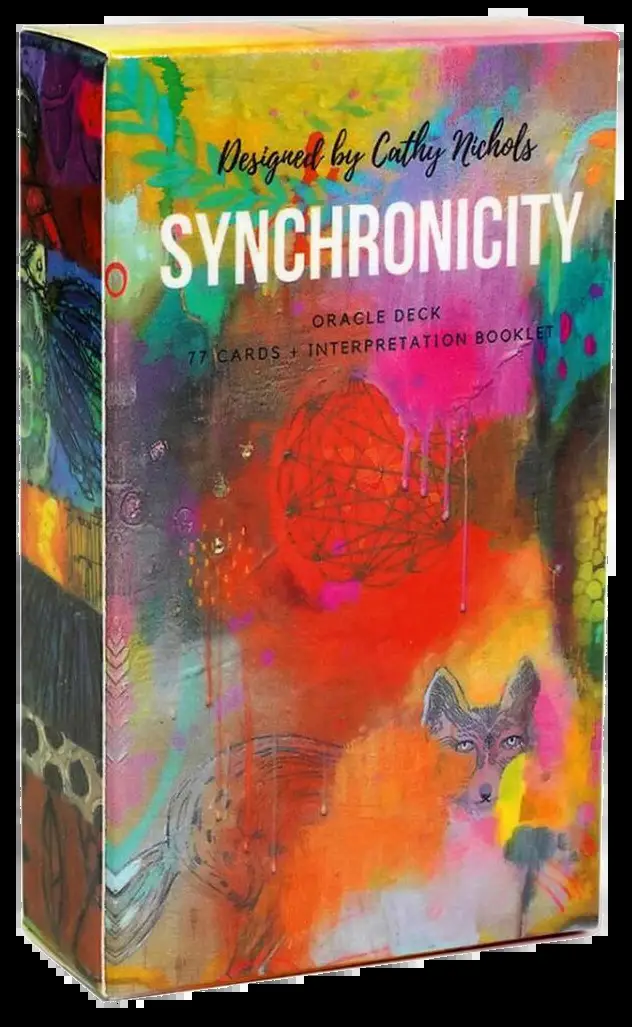 Designed by Cathy Nichols
SYNCHRONICITY
ORACLE DECK
77 CARDS + INTERPRETATION BOOKLET